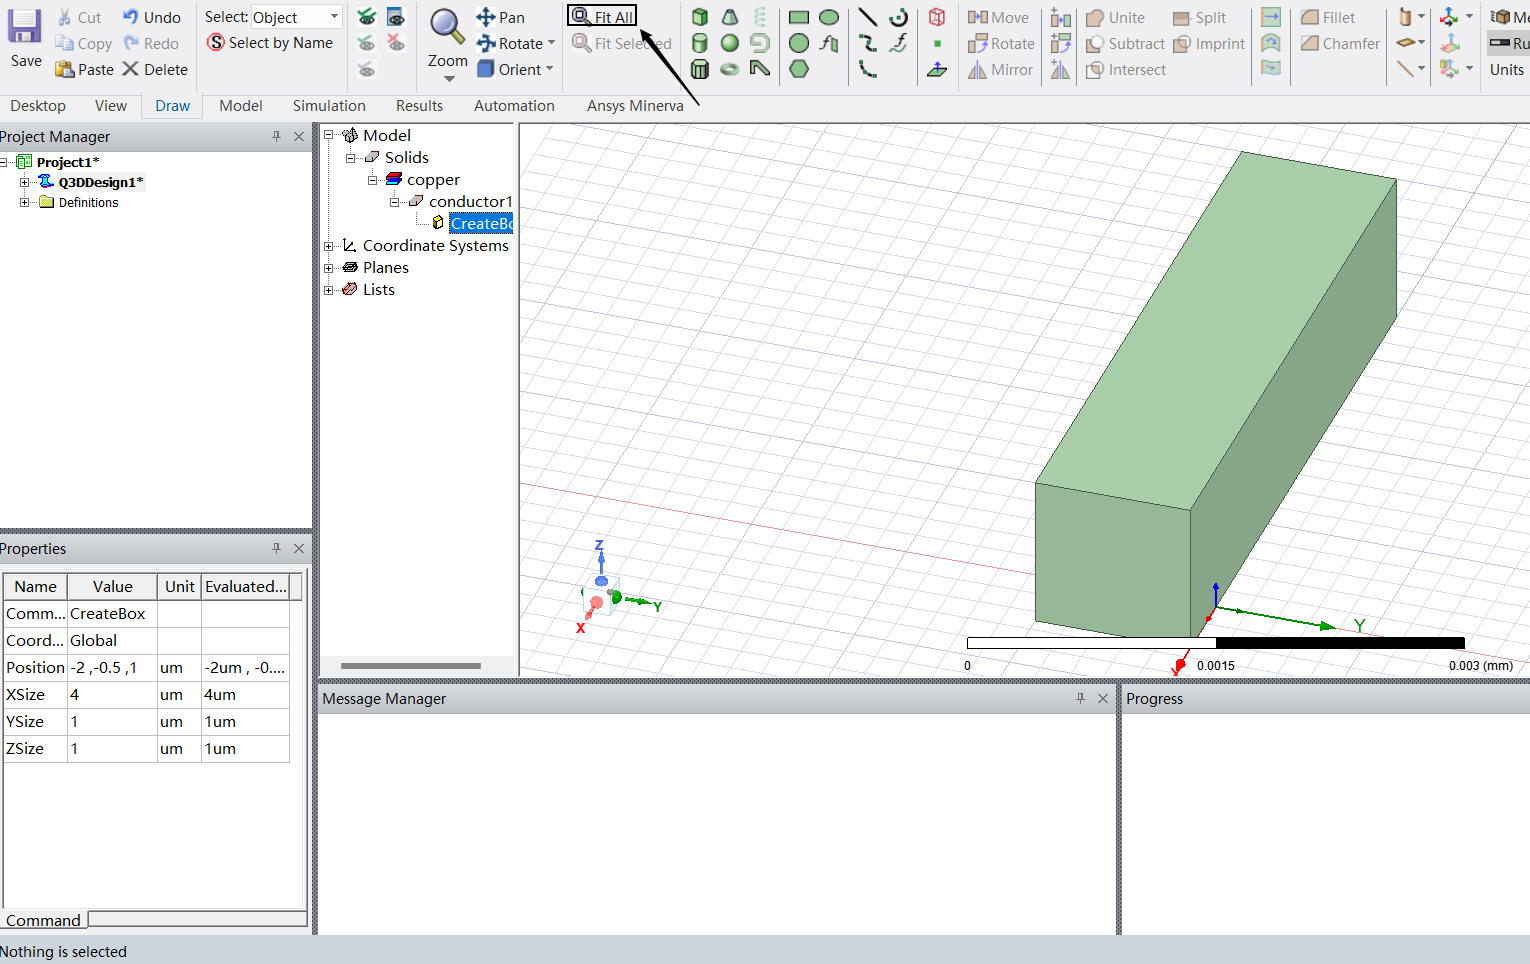 Save
Cut
Copy
Paste
Undo
Redo
Delete
Select: Object
Select by Name
Zoom
Pan
Rotate
Orient
Fit All
Fit Selected
Move
Rotate
Mirror
Unite
Subtract
Intersect
Split
Imprint
Fillet
Chamfer
Me
Ru
Units
Desktop View Draw Model Simulation Results Automation Ansys Minerva
Project Manager
Project1*
Q3DDesign1*
Definitions
Model
Solids
copper
conductor1
CreateBo
Coordinate Systems
Planes
Lists
Z
Y
X
Y
X
0 0.0015 0.003 (mm)
Properties
Name Value Unit Evaluated...
Comm... CreateBox
Coord... Global
Position -2 ,-0.5 ,1 um -2um , -0....
XSize 4 um 4um
YSize 1 um 1um
ZSize 1 um 1um
Command
Message Manager
Progress
Nothing is selected